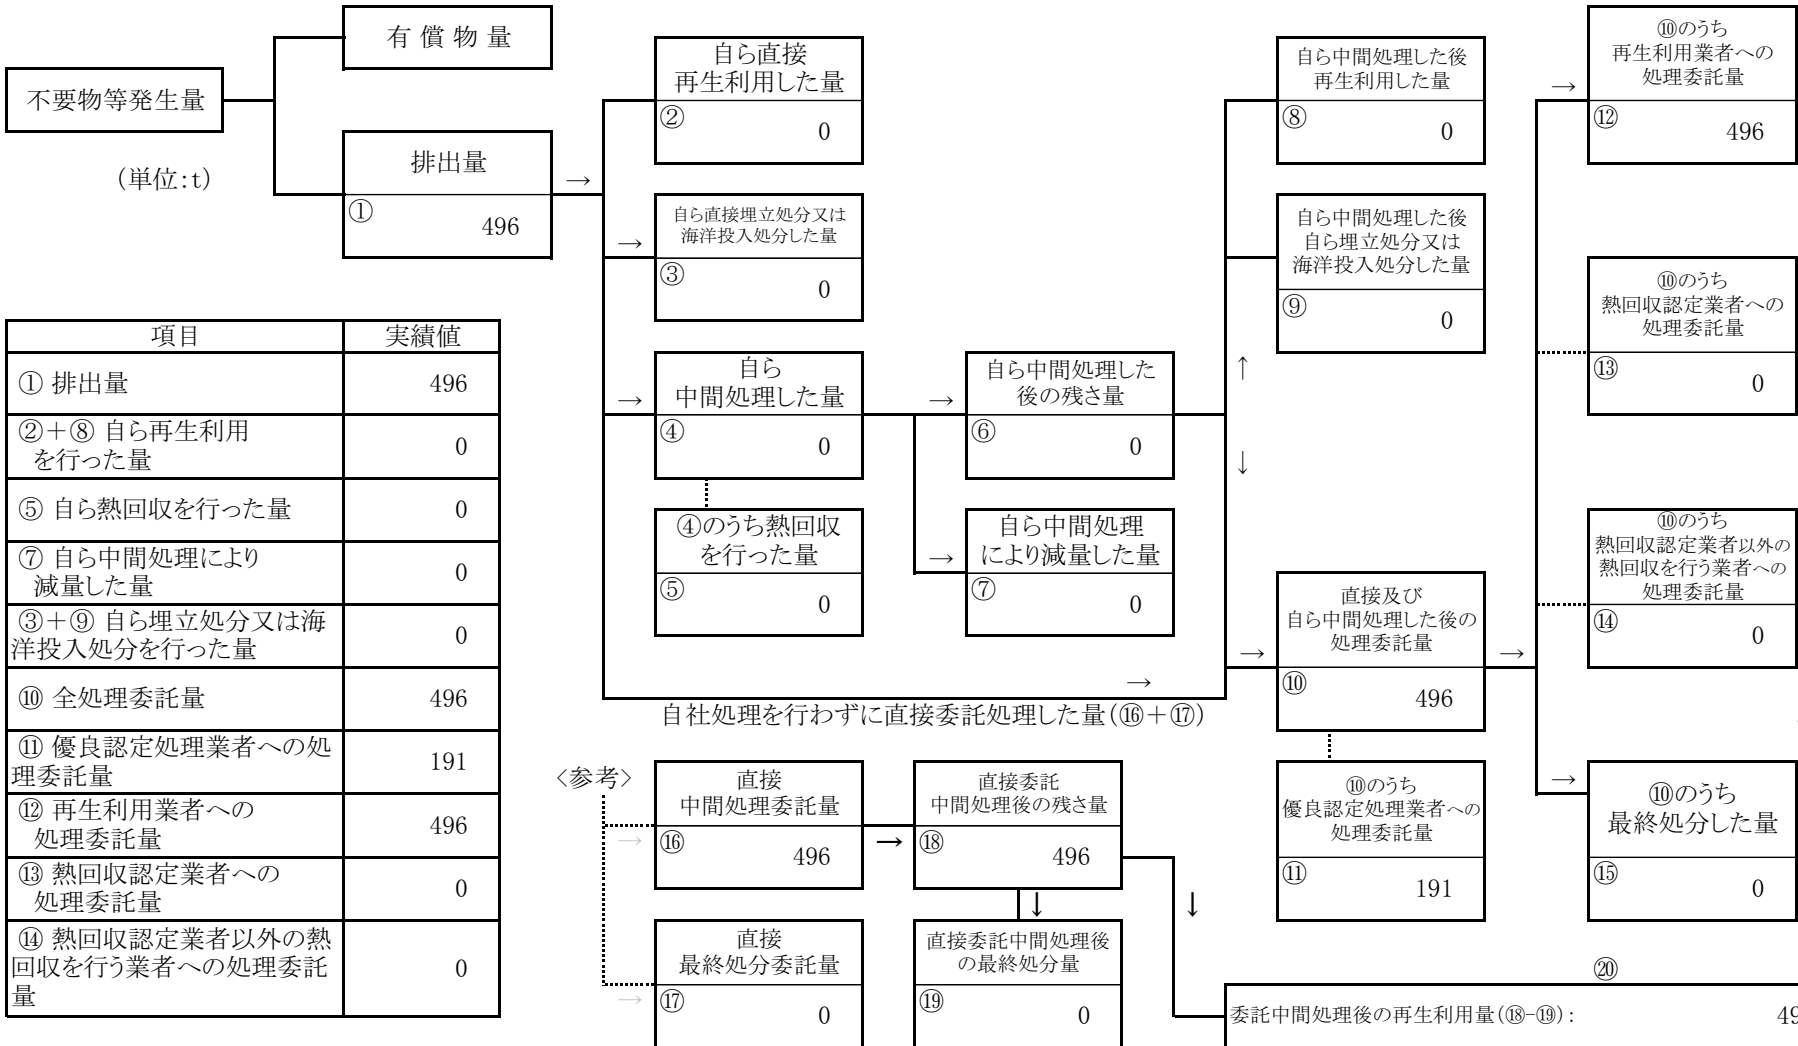 有 償 物 量
不要物等発生量
(単位:t)
排出量
①
496
→
自ら直接
再生利用した量
②
0
自ら直接埋立処分又は
海洋投入処分した量
→
③
0
自ら
中間処理した量
→
④
0
④のうち熱回収
を行った量
⑤
0
→
自ら中間処理した
後の残さ量
⑥
0
→
自ら中間処理
により減量した量
⑦
0
自ら中間処理した後
再生利用した量
⑧
0
自ら中間処理した後
自ら埋立処分又は
海洋投入処分した量
⑨
0
↑
↓
→
直接及び
自ら中間処理した後の
処理委託量
⑩
496
→
⑩のうち
優良認定処理業者への
処理委託量
⑪
191
→
⑩のうち
再生利用業者への
処理委託量
⑫
496
⑩のうち
熱回収認定業者への
処理委託量
⑬
0
⑩のうち
熱回収認定業者以外の
熱回収を行う業者への
処理委託量
⑭
0
→
⑩のうち
最終処分した量
⑮
0
→
自社処理を行わずに直接委託処理した量(⑯+⑰)
項目 実績値
① 排出量 496
②+⑧ 自ら再生利用
を行った量 0
⑤ 自ら熱回収を行った量 0
⑦ 自ら中間処理により
減量した量 0
③+⑨ 自ら埋立処分又は海
洋投入処分を行った量 0
⑩ 全処理委託量 496
⑪ 優良認定処理業者への処
理委託量 191
⑫ 再生利用業者への
処理委託量 496
⑬ 熱回収認定業者への
処理委託量 0
⑭ 熱回収認定業者以外の熱
回収を行う業者への処理委託
量 0
<参考>
→
直接
中間処理委託量
⑯
496
→
直接委託
中間処理後の残さ量
⑱
496
↓
↓
→
直接
最終処分委託量
⑰
0
直接委託中間処理後
の最終処分量
⑲
0
⑳
委託中間処理後の再生利用量(⑱-⑲):